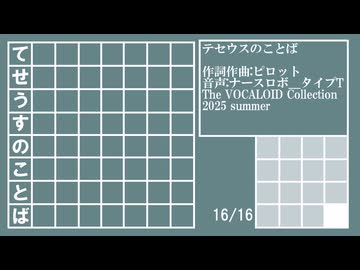 てせうすのことば
テセウスのことば
作詞作曲:ピロット
音声:ナースロボ＿タイプT
The VOCALOID Collection
2025 summer
16/16